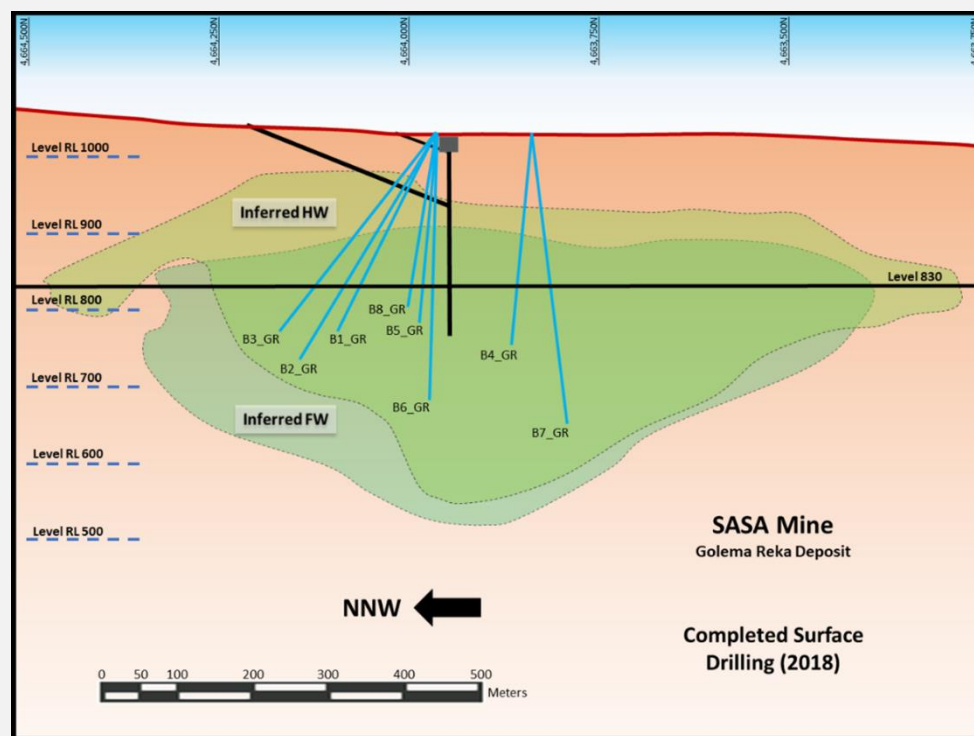 4,664,500N
4,664,250N
4,664,000N
4,663,750N
4,663,500N
4,663,250N
Level RL 1000
Inferred HW
Level RL 900
Level 830
Level RL 800
B8_GR
B3_GR
B1_GR
B5_GR
B4_GR
B2_GR
Level RL 700
B6_GR
Inferred FW
B7_GR
Level RL 600
Level RL 500
SASA Mine
Golema Reka Deposit
NNW
Completed Surface
Drilling (2018)
0 50 100 200 300 400 500
Meters